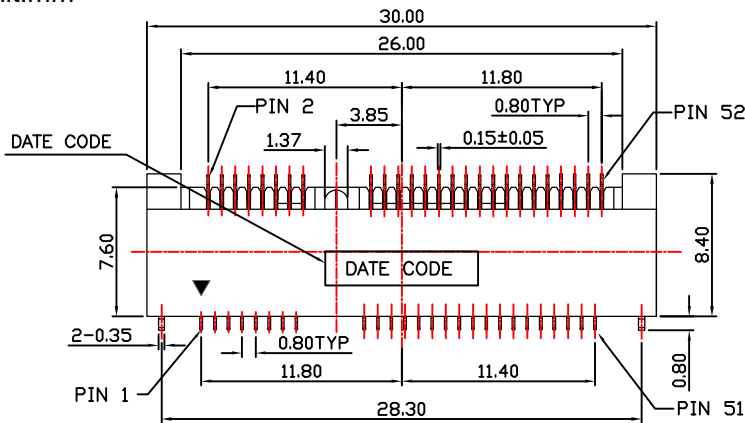 30.00
26.00
11.40
11.80
PIN 2
0.80TYP
PIN 52
3.85
DATE CODE
1.37
0.15±0.05
7.60
8.40
DATE CODE
2-0.35
0.80TYP
0.80
PIN 1
11.80
11.40
PIN 51
28.30